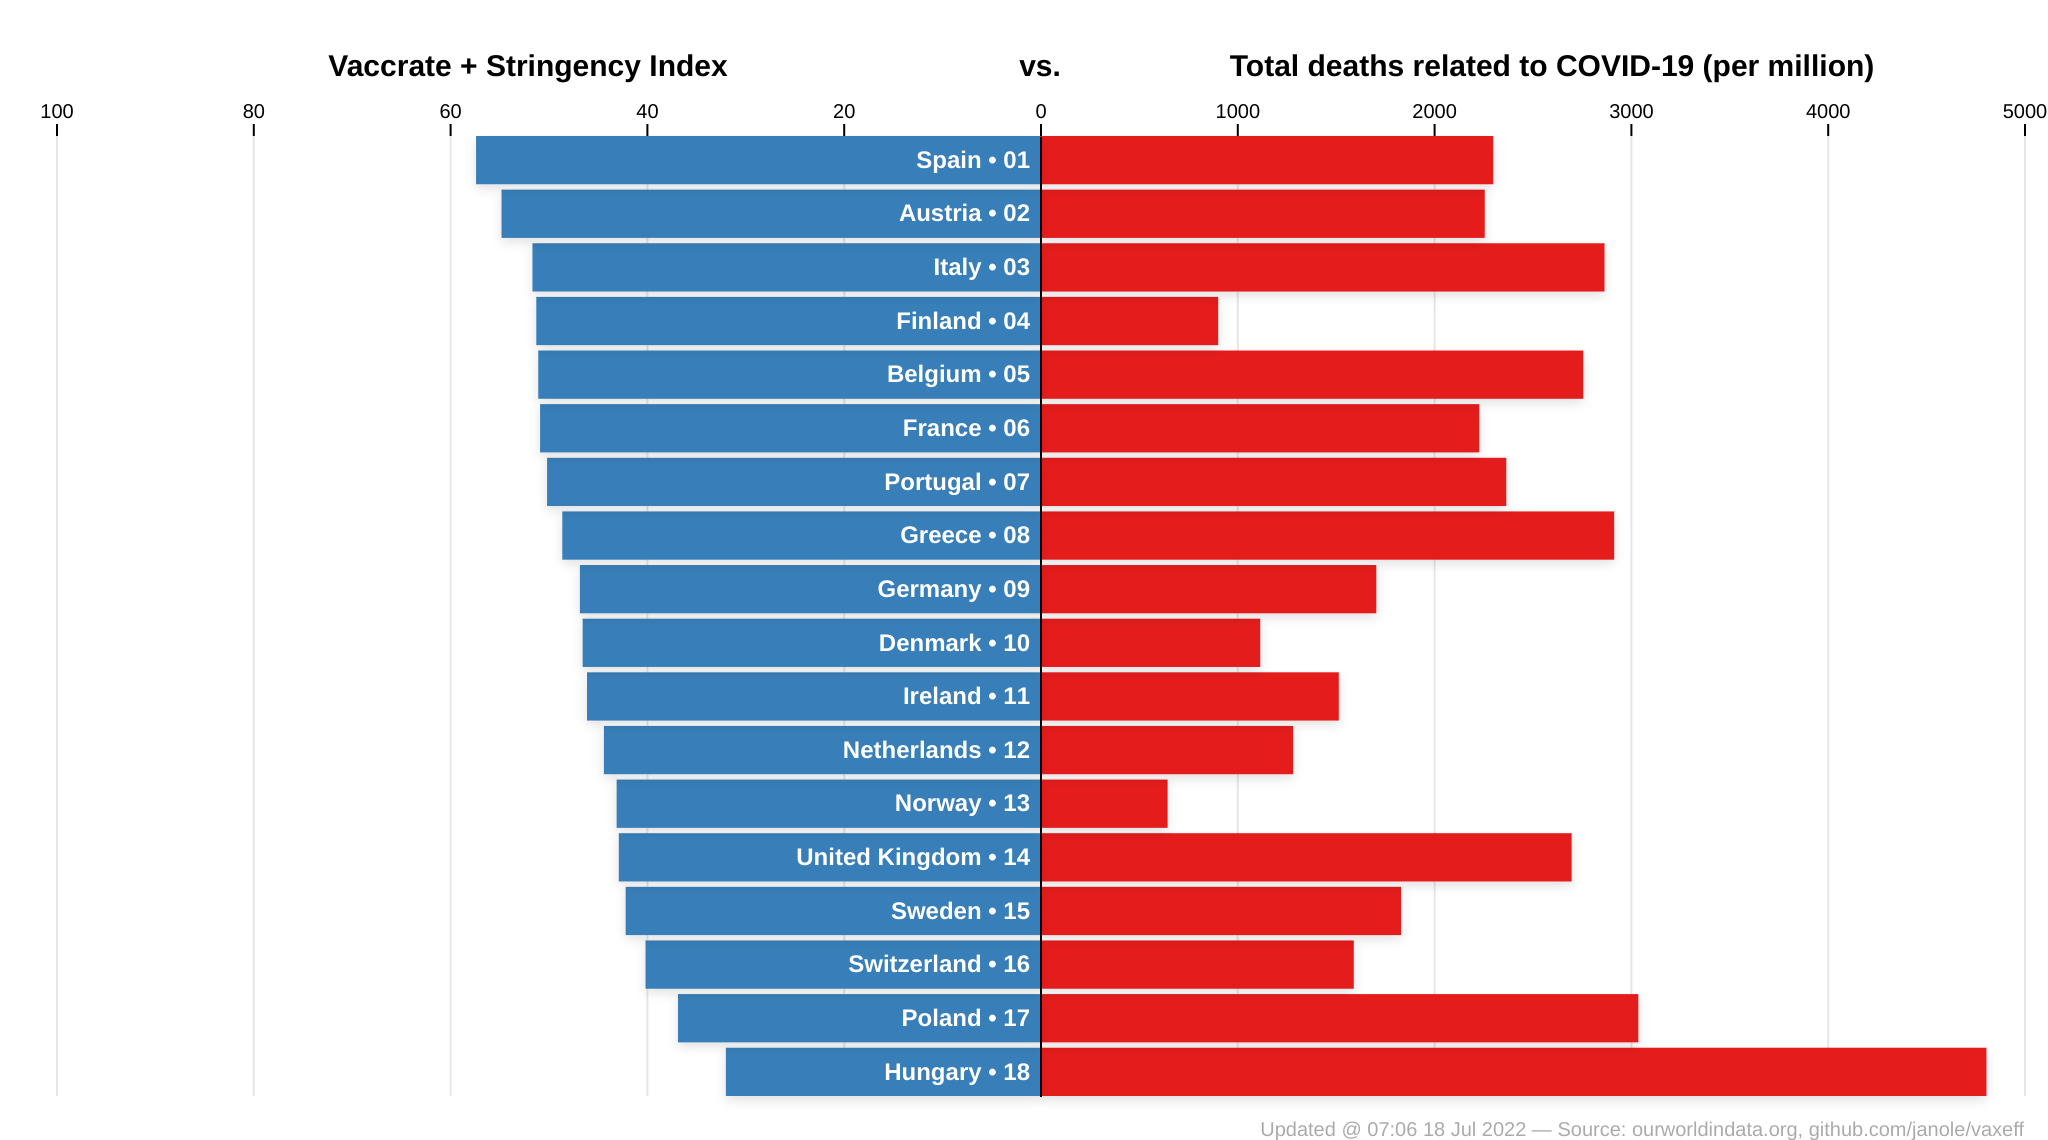 Vaccrate + Stringency Index vs. Total deaths related to COVID-19 (per million)
100 80 60 40 20 0 1000 2000 3000 4000 5000
Spain • 01
Austria • 02
Italy • 03
Finland • 04
Belgium • 05
France • 06
Portugal • 07
Greece • 08
Germany • 09
Denmark • 10
Ireland • 11
Netherlands • 12
Norway • 13
United Kingdom • 14
Sweden • 15
Switzerland • 16
Poland • 17
Hungary • 18
Updated @ 07:06 18 Jul 2022 — Source: ourworldindata.org, github.com/janole/vaxeff